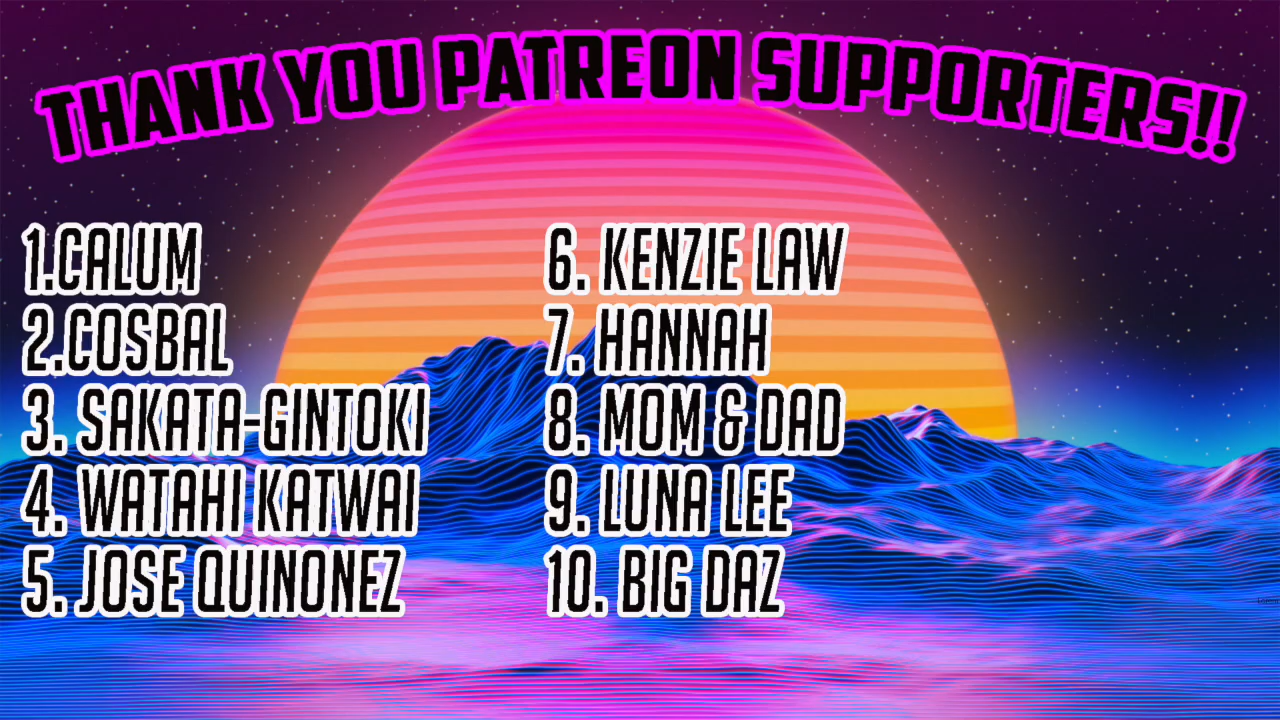 THANK YOU PATREON SUPPORTERS!!
1.CALUM
2.COSBAL
3. SAKATA-GINTOKI
4. WATAHI KATWAI
5. JOSE QUINONEZ
6. KENZIE LAW
7. HANNAH
8. MOM & DAD
9. LUNA LEE
10. BIG DAZ